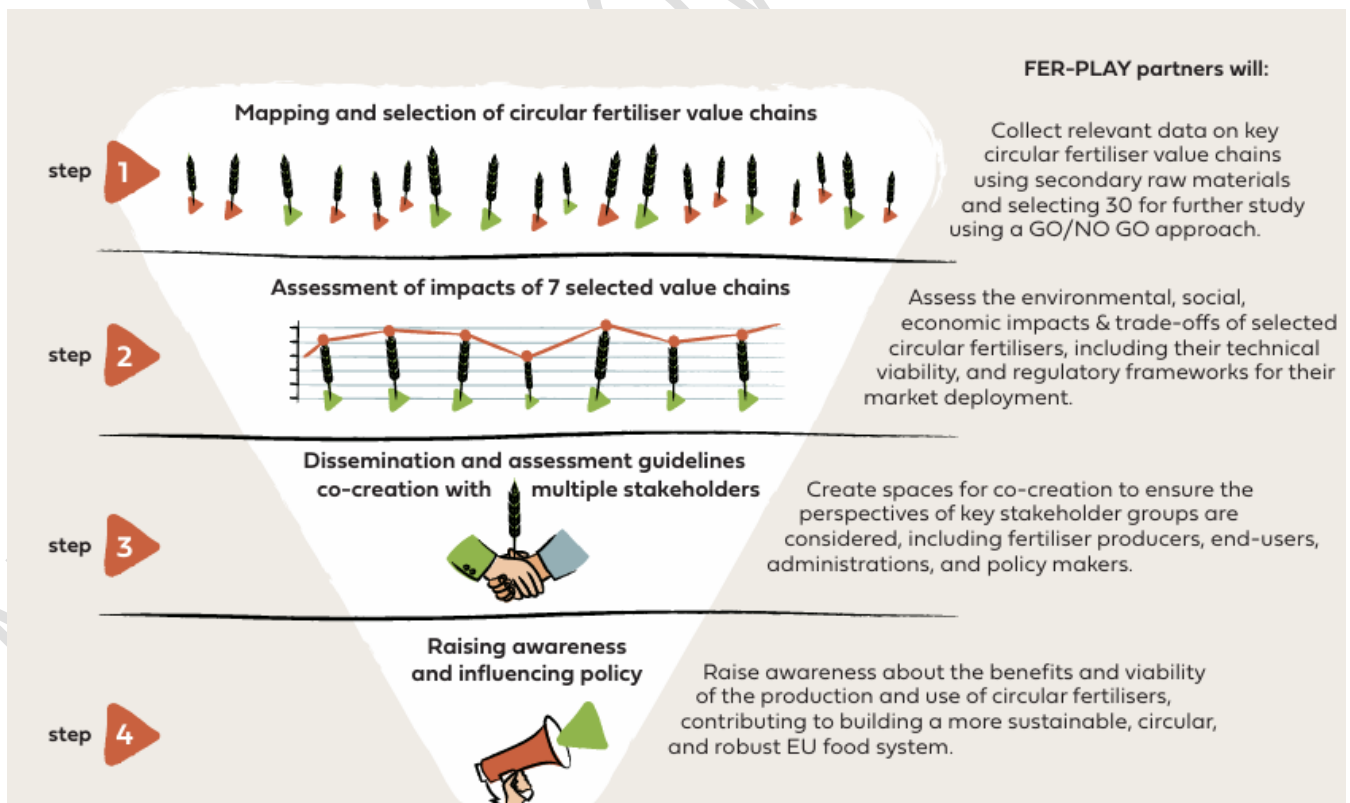 FER-PLAY partners will:
Mapping and selection of circular fertiliser value chains
step 1
Collect relevant data on key
circular fertiliser value chains
using secondary raw materials
and selecting 30 for further study
using a GO/NO GO approach.
Assessment of impacts of 7 selected value chains
step 2
Assess the environmental, social,
economic impacts & trade-offs of selected
circular fertilisers, including their technical
viability, and regulatory frameworks for their
market deployment.
Dissemination and assessment guidelines
co-creation with multiple stakeholders
step 3
Create spaces for co-creation to ensure the
perspectives of key stakeholder groups are
considered, including fertiliser producers, end-users,
administrations, and policy makers.
Raising awareness
and influencing policy
step 4
Raise awareness about the benefits and viability
of the production and use of circular fertilisers,
contributing to building a more sustainable, circular,
and robust EU food system.